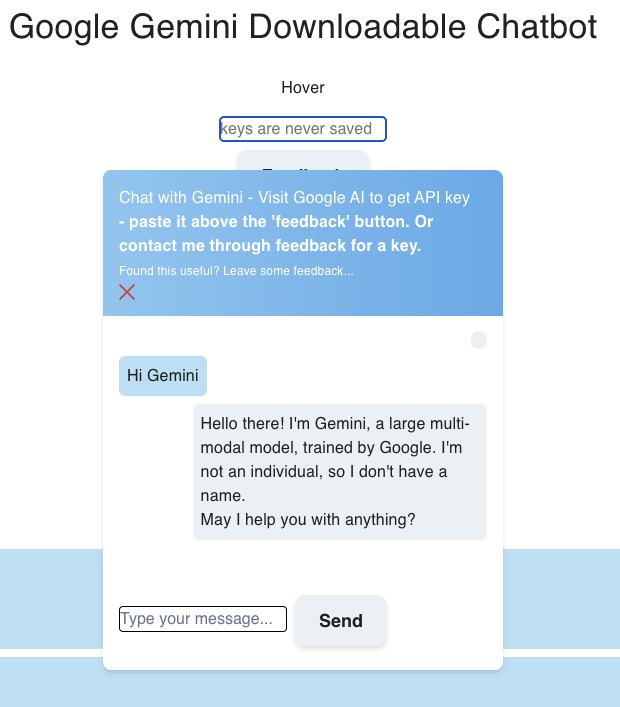 Google Gemini Downloadable Chatbot
Hover
keys are never saved
Chat with Gemini - Visit Google AI to get API key
- paste it above the 'feedback' button. Or
contact me through feedback for a key.
Found this useful? Leave some feedback...
Hi Gemini
Hello there! I'm Gemini, a large multi-
modal model, trained by Google. I'm
not an individual, so I don't have a
name.
May I help you with anything?
Type your message...
Send